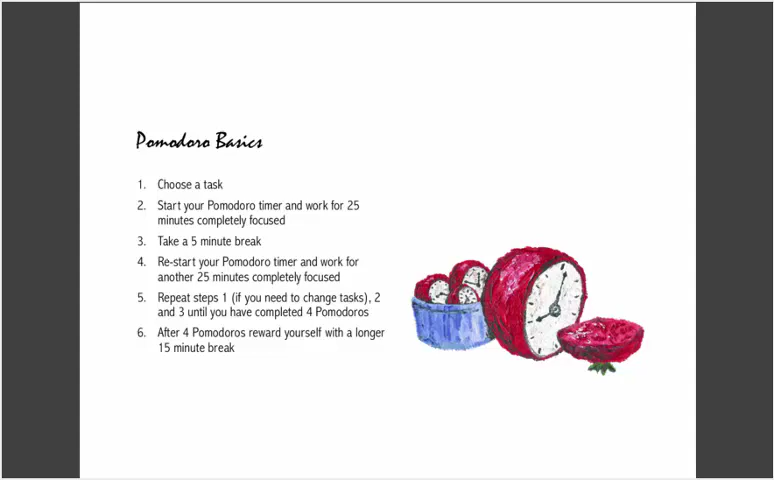 Pomodoro Basics
1. Choose a task
2. Start your Pomodoro timer and work for 25
minutes completely focused
3. Take a 5 minute break
4. Re-start your Pomodoro timer and work for
another 25 minutes completely focused
5. Repeat steps 1 (if you need to change tasks), 2
and 3 until you have completed 4 Pomodoros
6. After 4 Pomodoros reward yourself with a longer
15 minute break